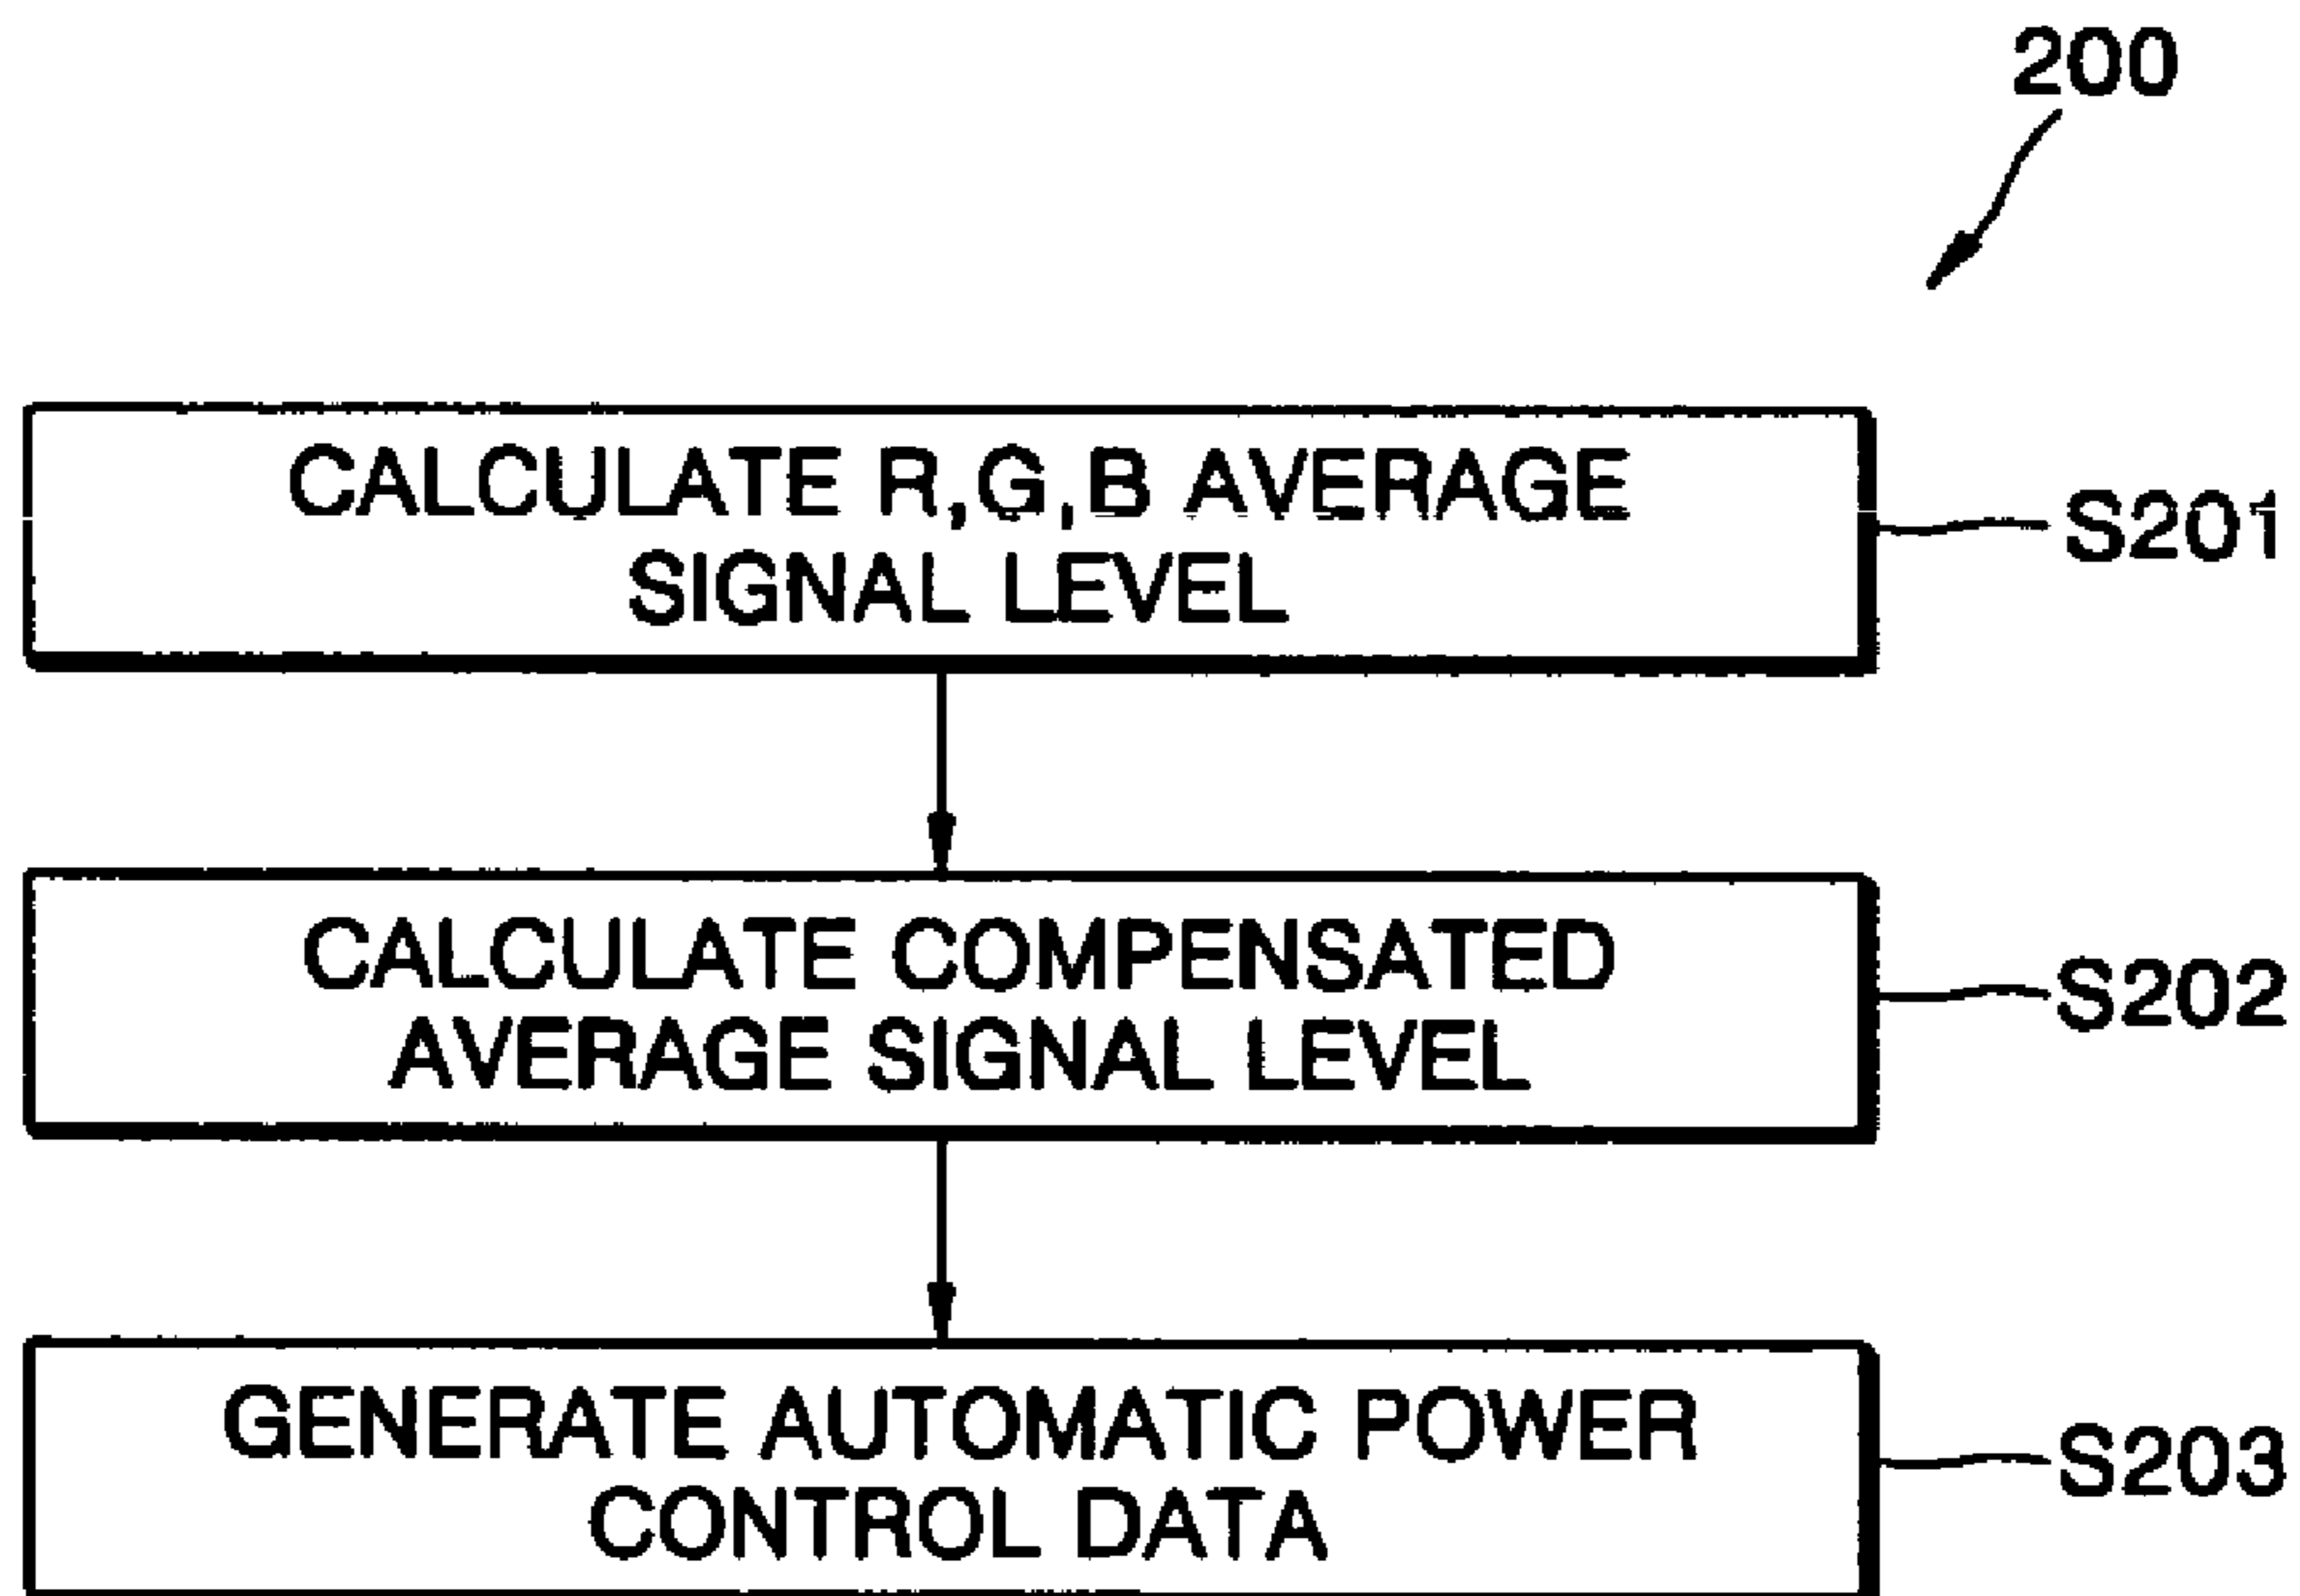 200
CALCULATE R,G,B AVERAGE
SIGNAL LEVEL
S201
CALCULATE COMPENSATED
AVERAGE SIGNAL LEVEL
S202
GENERATE AUTOMATIC POWER
CONTROL DATA
S203